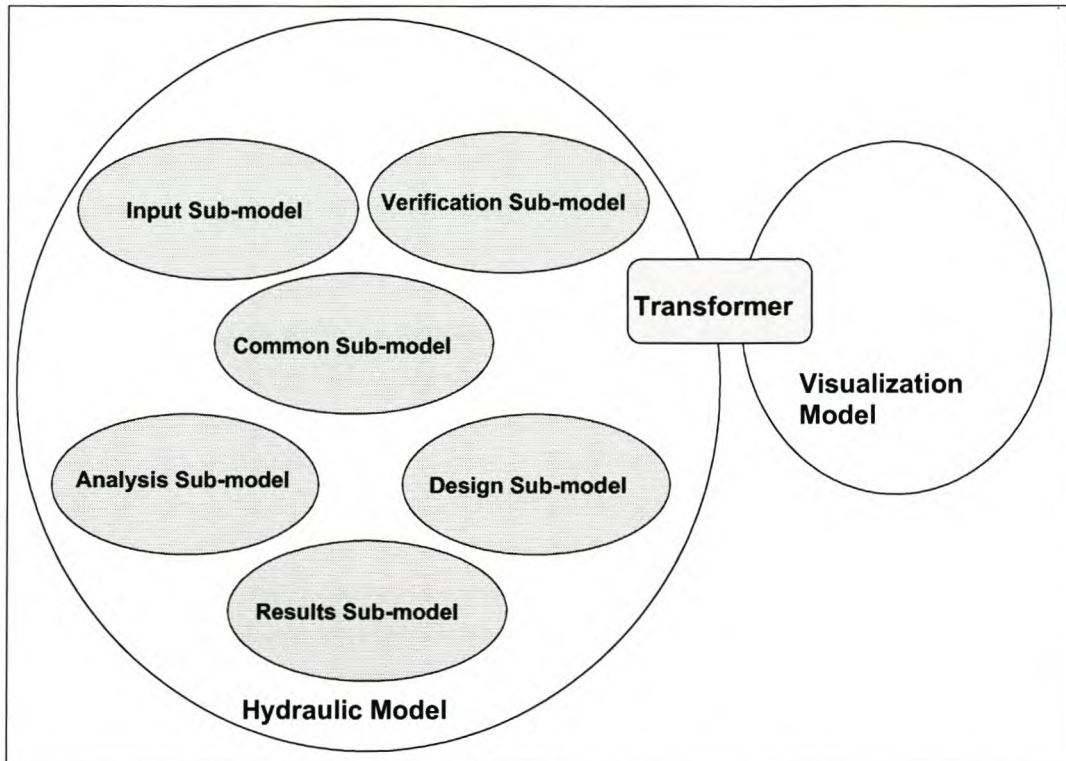 Input Sub-model
Verification Sub-model
Transformer
Common Sub-model
Visualization
Model
Analysis Sub-model
Design Sub-model
Results Sub-model
Hydraulic Model